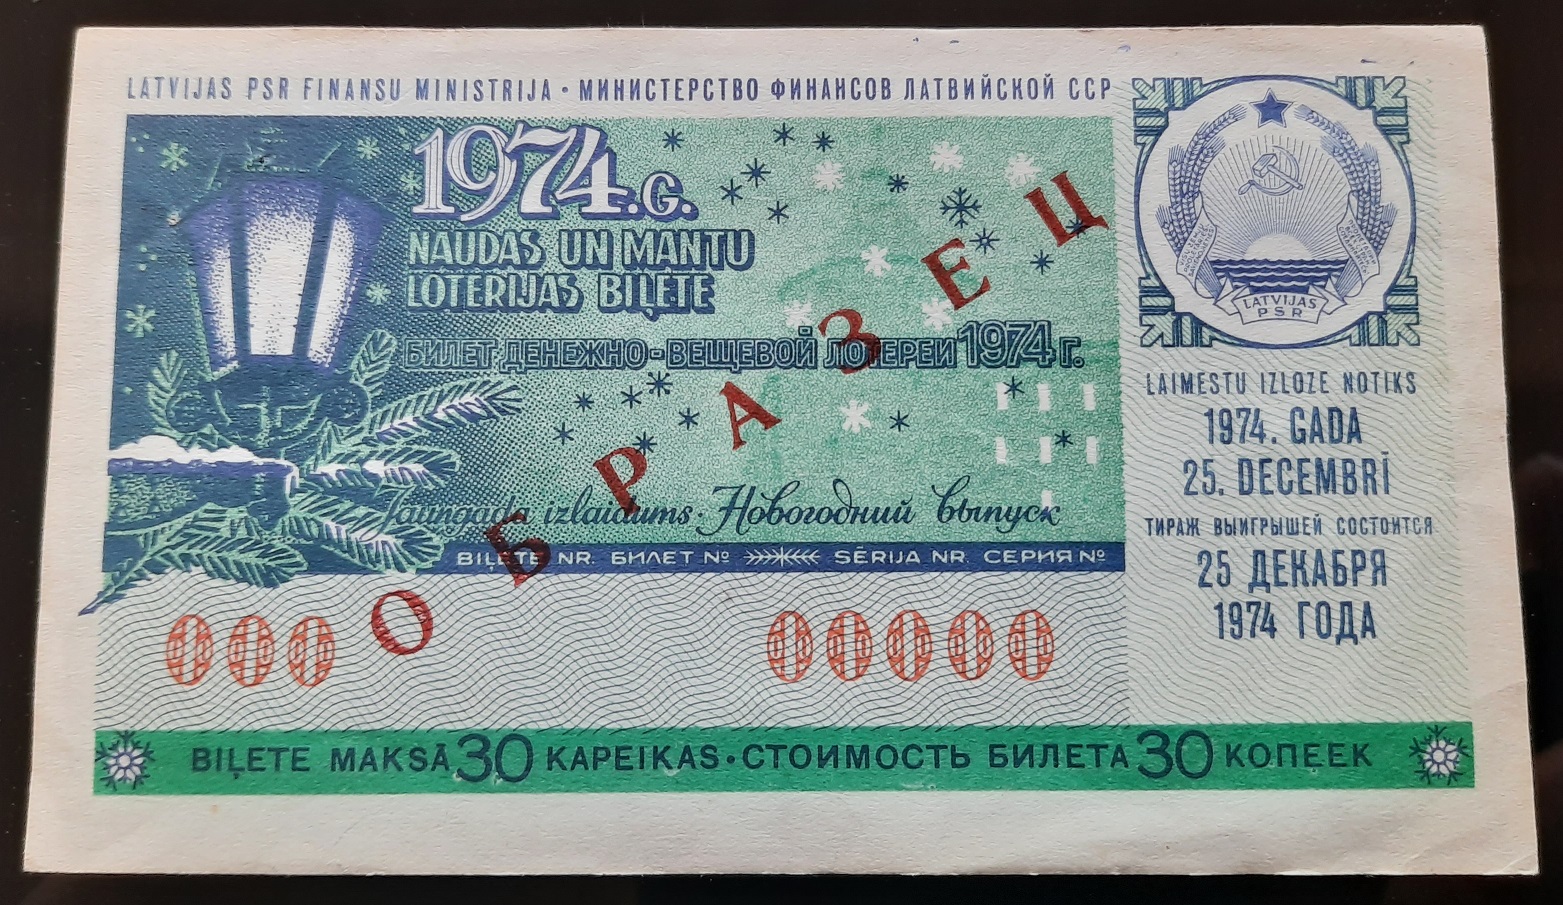 LATVIJAS PSR FINANSU MINISTRIJA · МИНИСТЕРСТВО ФИНАНСОВ ЛАТВИЙСКОЙ ССР
1974.G.
NAUDAS UN MANTU
LOTERIJAS BIĻETE
БИЛЕТ ДЕНЕЖНО-ВЕЩЕВОЙ ЛОТЕРЕИ 1974 г.
ОБРАЗЕЦ
Jaungada izlaidums · Новогодний выпуск
BIĻETE NR. БИЛЕТ № SĒRIJA NR. СЕРИЯ №
000 00000
LATVIJAS
PSR
LAIMESTU IZLOZE NOTIKS
1974. GADA
25. DECEMBRĪ
ТИРАЖ ВЫИГРЫШЕЙ СОСТОИТСЯ
25 ДЕКАБРЯ
1974 ГОДА
BIĻETE MAKSĀ 30 KAPEIKAS · СТОИМОСТЬ БИЛЕТА 30 КОПЕЕК